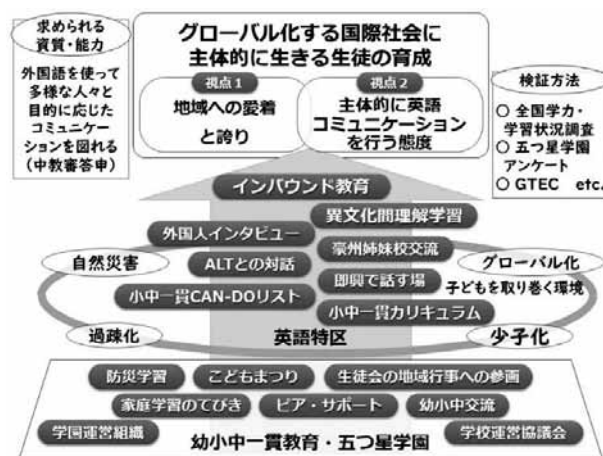 求められる
資質・能力
外国語を使って
多様な人々と
目的に応じた
コミュニケー
ションを図れる
(中教審答申)
グローバル化する国際社会に
主体的に生きる生徒の育成
視点1
地域への愛着
と誇り
視点2
主体的に英語
コミュニケーション
を行う態度
検証方法
○ 全国学力・
学習状況調査
○ 五つ星学園
アンケート
○ GTEC etc.
インバウンド教育
異文化間理解学習
外国人インタビュー
豪州姉妹校交流
自然災害
ALTとの対話
グローバル化
即興で話す場
子どもを取り巻く環境
小中一貫CAN-DOリスト
小中一貫カリキュラム
過疎化
英語特区
少子化
防災学習
こどもまつり
生徒会の地域行事への参画
家庭学習のてびき
ピア・サポート
幼小中交流
学園運営組織
学校運営協議会
幼小中一貫教育・五つ星学園